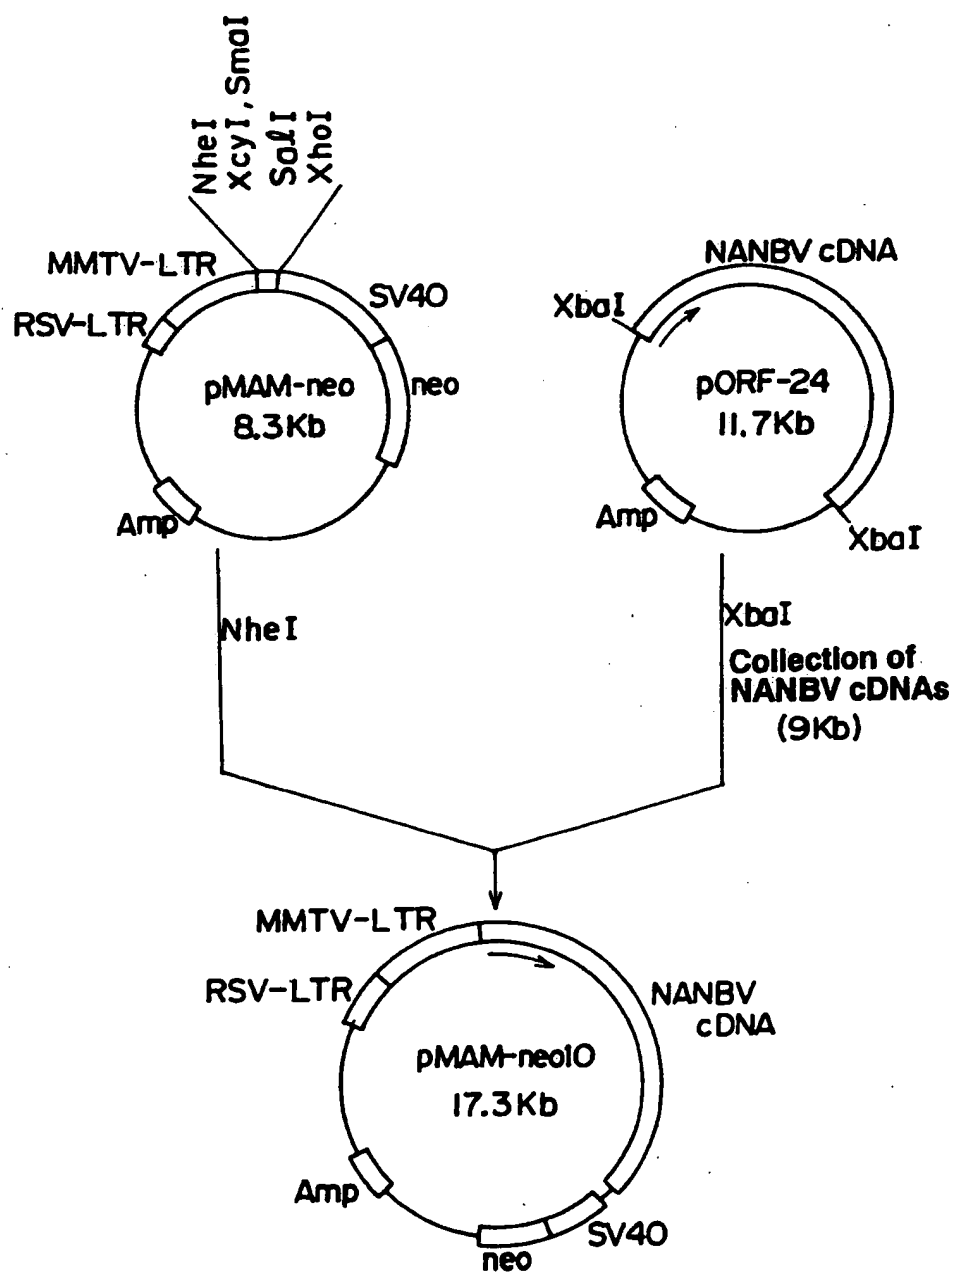 NheI
XcyI, SmaI
SalI
XhoI
MMTV-LTR
RSV-LTR
SV40
neo
pMAM-neo
8.3Kb
Amp
NANBV cDNA
XbaI
pORF-24
11.7Kb
Amp
XbaI
NheI
XbaI
Collection of
NANBV cDNAs
(9Kb)
MMTV-LTR
RSV-LTR
NANBV
cDNA
pMAM-neo10
17.3Kb
Amp
neo
SV40